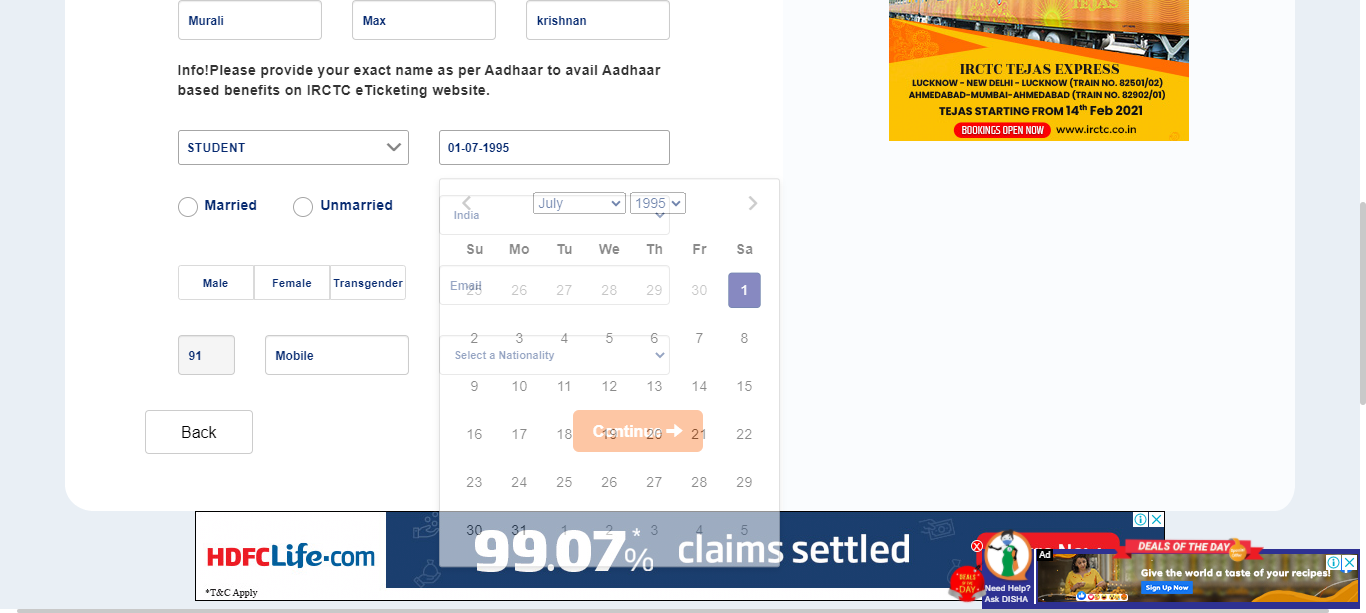 Murali Max krishnan
Info!Please provide your exact name as per Aadhaar to avail Aadhaar
based benefits on IRCTC eTicketing website.
STUDENT 01-07-1995
Married Unmarried
Male Female Transgender
91 Mobile
Back
India
Email
Select a Nationality
Continue
July 1995
Su Mo Tu We Th Fr Sa
25 26 27 28 29 30 1
2 3 4 5 6 7 8
9 10 11 12 13 14 15
16 17 18 19 20 21 22
23 24 25 26 27 28 29
30 31 1 2 3 4 5
TEJAS
IRCTC TEJAS EXPRESS
LUCKNOW - NEW DELHI - LUCKNOW (TRAIN NO. 82501/02)
AHMEDABAD-MUMBAI-AHMEDABAD (TRAIN NO. 82902/01)
TEJAS STARTING FROM 14th Feb 2021
BOOKINGS OPEN NOW www.irctc.co.in
HDFCLife.com
*T&C Apply
99.07%* claims settled
DEALS OF THE DAY
DEALS OF DAY
Need Help?
Ask DISHA
Ad
Give the world a taste of your recipes!
Sign Up Now